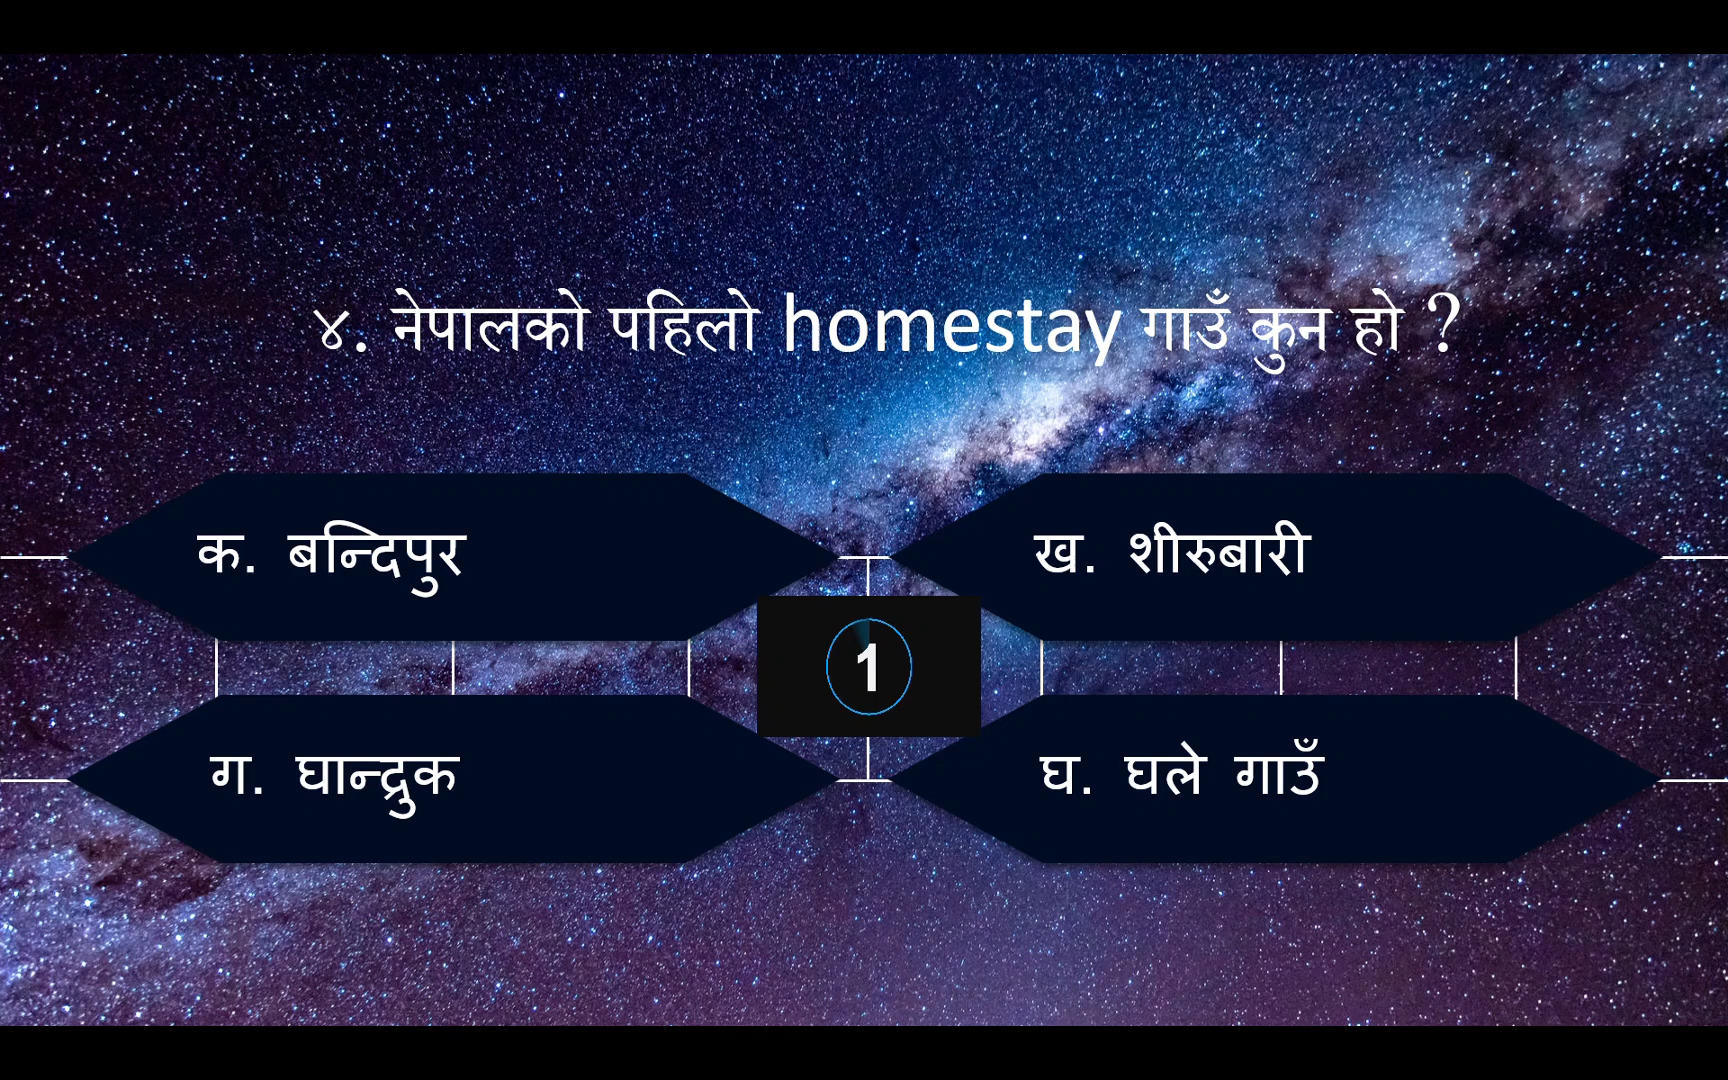 ४. नेपालको पहिलो homestay गाउँ कुन हो ?
क. बन्दिपुर
ख. शीरुबारी
1
ग. घान्द्रुक
घ. घले गाउँ